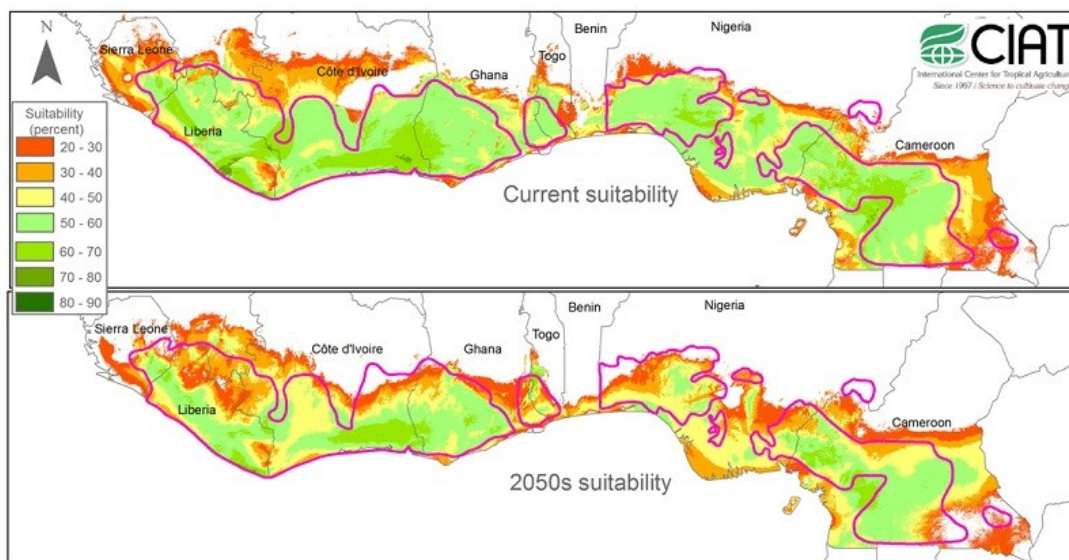 N
Sierra Leone
Côte d'Ivoire
Ghana
Togo
Benin
Nigeria
CIAT
International Center for Tropical Agricultu
Since 1967 / Science to cultivate chang
Suitability
(percent)
20 - 30
30 - 40
40 - 50
50 - 60
60 - 70
70 - 80
80 - 90
Liberia
Cameroon
Current suitability
Sierra Leone
Côte d'Ivoire
Ghana
Togo
Benin
Nigeria
Liberia
Cameroon
2050s suitability